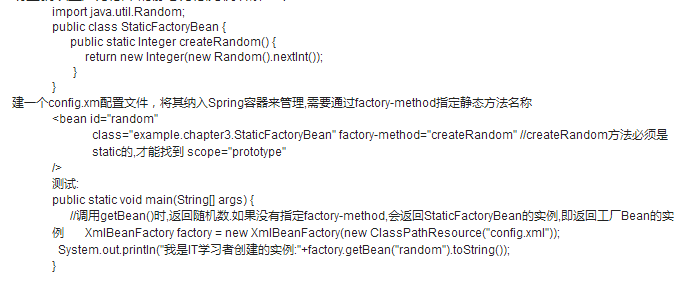 import java.util.Random;
public class StaticFactoryBean {
public static Integer createRandom() {
return new Integer(new Random().nextInt());
}
}
建一个config.xm配置文件，将其纳入Spring容器来管理,需要通过factory-method指定静态方法名称
<bean id="random"
class="example.chapter3.StaticFactoryBean" factory-method="createRandom" //createRandom方法必须是
static的,才能找到 scope="prototype"
/>
测试:
public static void main(String[] args) {
//调用getBean()时,返回随机数.如果没有指定factory-method,会返回StaticFactoryBean的实例,即返回工厂Bean的实
例 XmlBeanFactory factory = new XmlBeanFactory(new ClassPathResource("config.xml"));
System.out.println("我是IT学习者创建的实例:"+factory.getBean("random").toString());
}